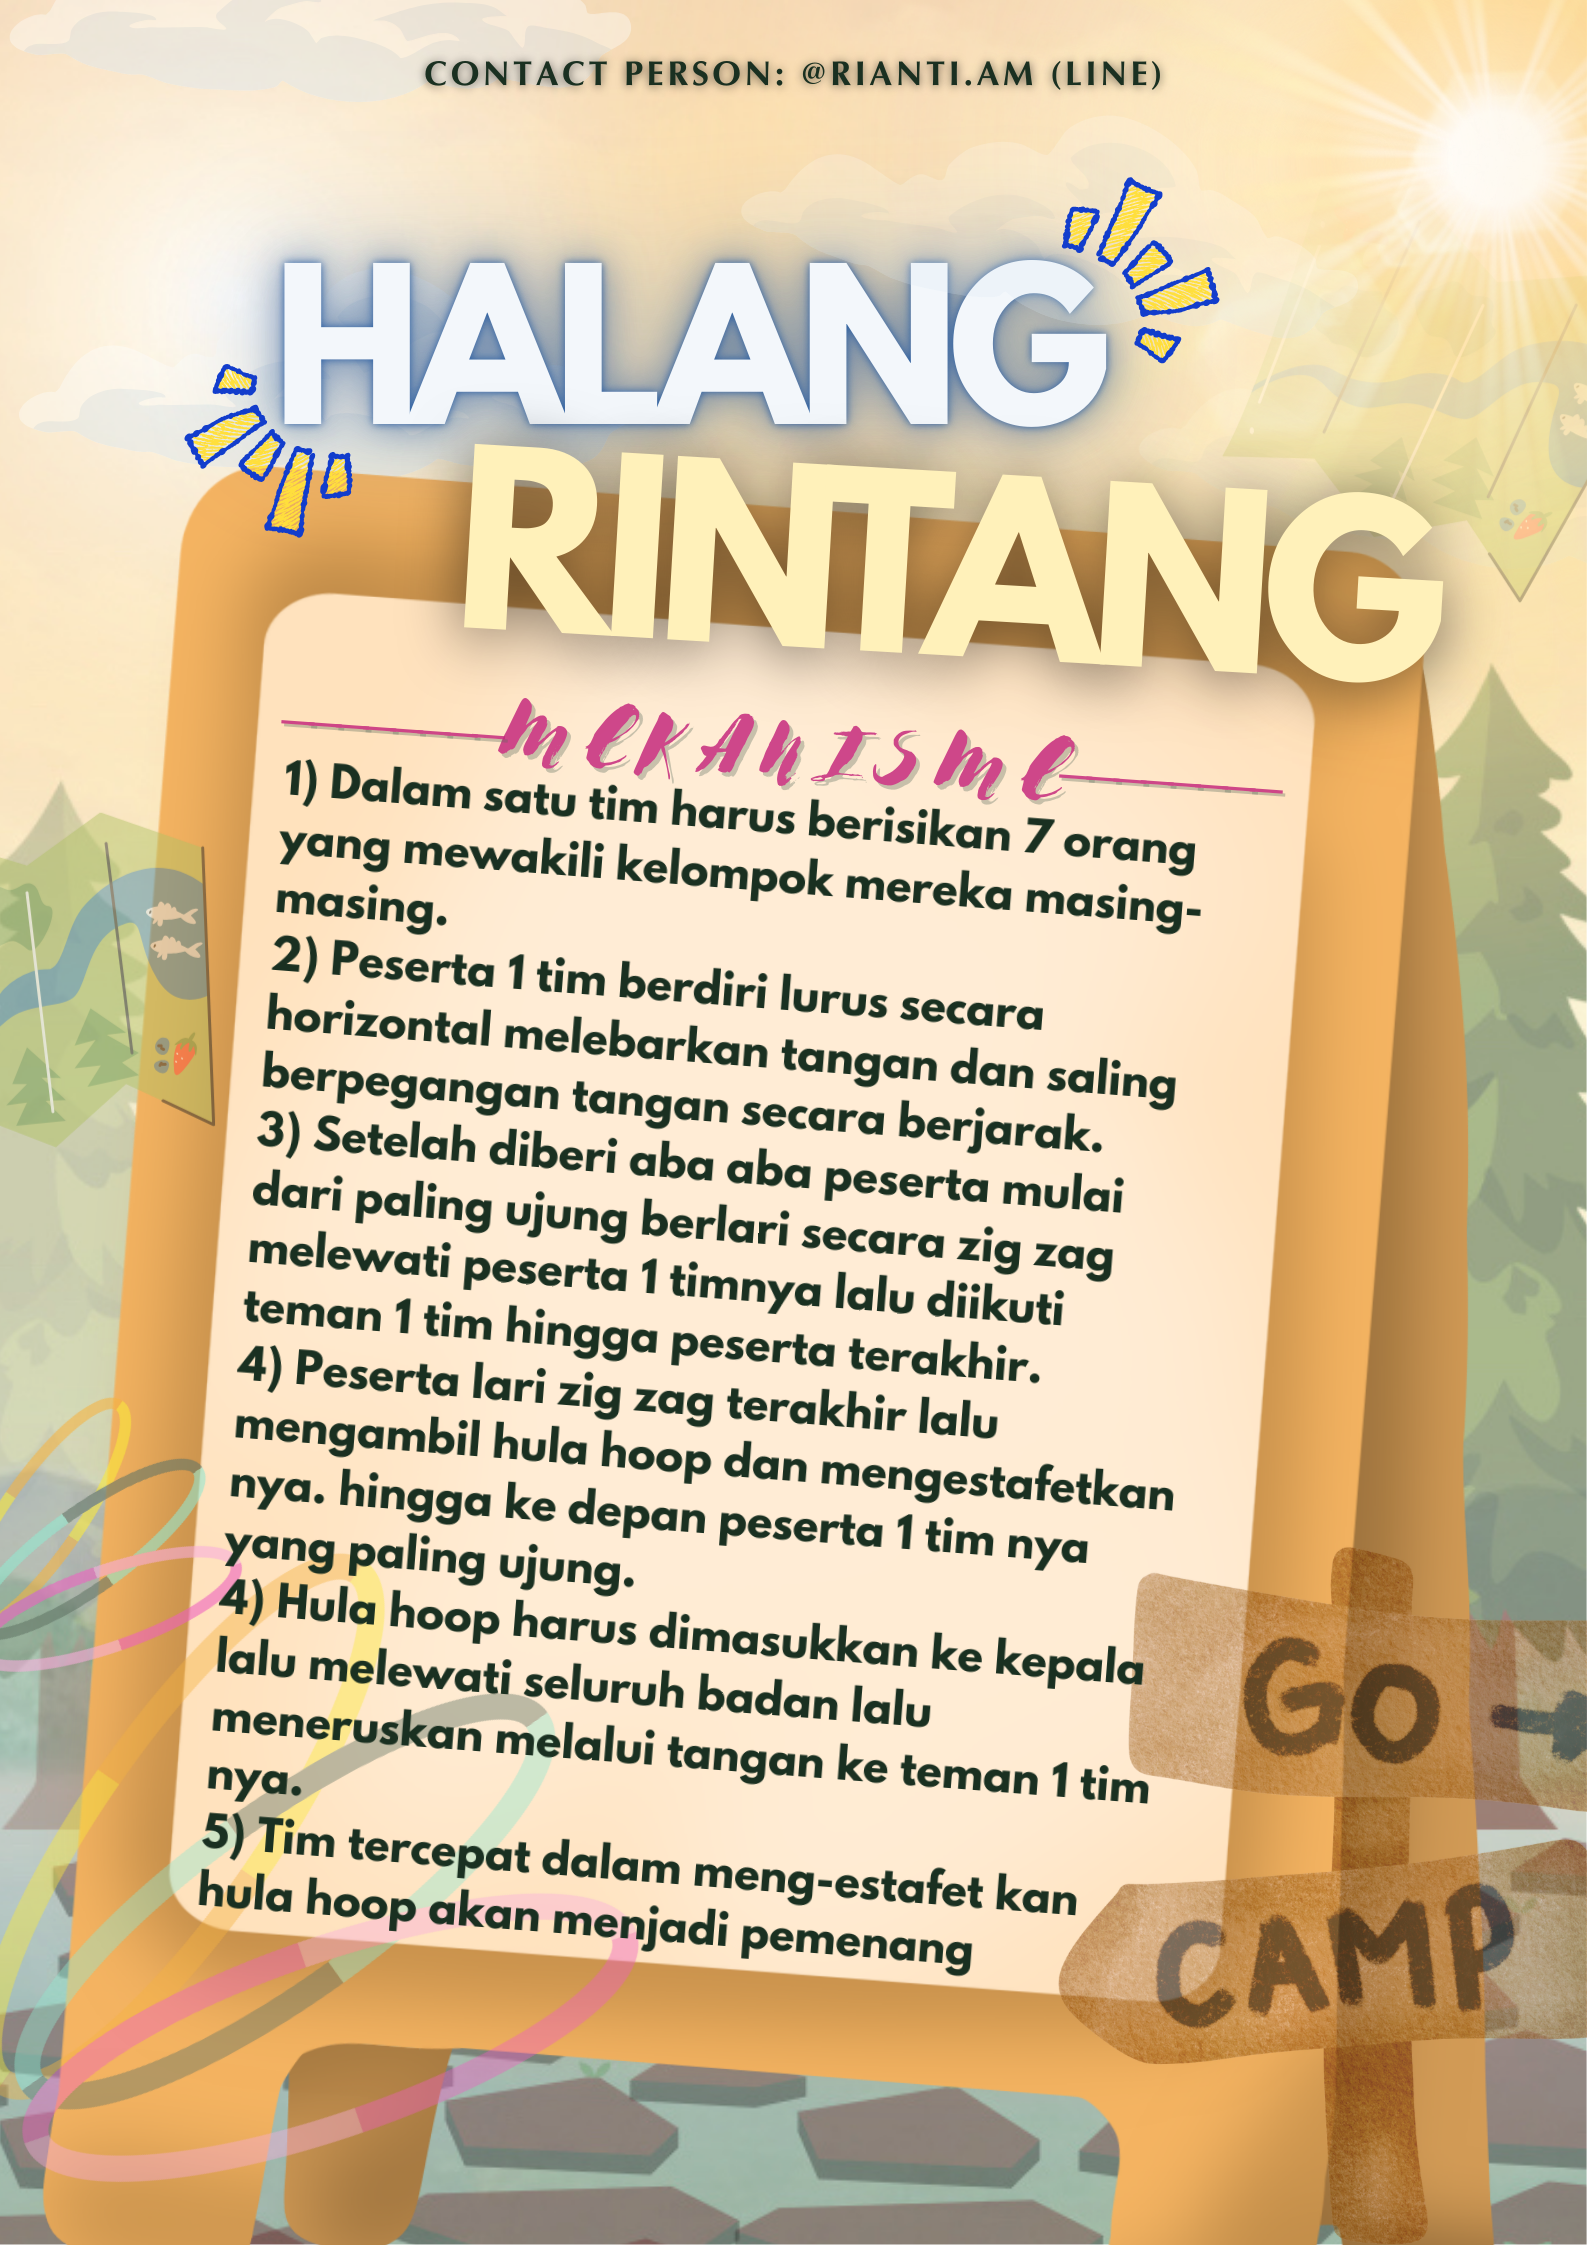 CONTACT PERSON: @RIANTI.AM (LINE)
HALANG
RINTANG
MEKANISME
1) Dalam satu tim harus berisikan 7 orang
yang mewakili kelompok mereka masing-
masing.
2) Peserta 1 tim berdiri lurus secara
horizontal melebarkan tangan dan saling
berpegangan tangan secara berjarak.
3) Setelah diberi aba aba peserta mulai
dari paling ujung berlari secara zig zag
melewati peserta 1 timnya lalu diikuti
teman 1 tim hingga peserta terakhir.
4) Peserta lari zig zag terakhir lalu
mengambil hula hoop dan mengestafetkan
nya. hingga ke depan peserta 1 tim nya
yang paling ujung.
4) Hula hoop harus dimasukkan ke kepala
lalu melewati seluruh badan lalu
meneruskan melalui tangan ke teman 1 tim
nya.
5) Tim tercepat dalam meng-estafet kan
hula hoop akan menjadi pemenang
GO
CAMP